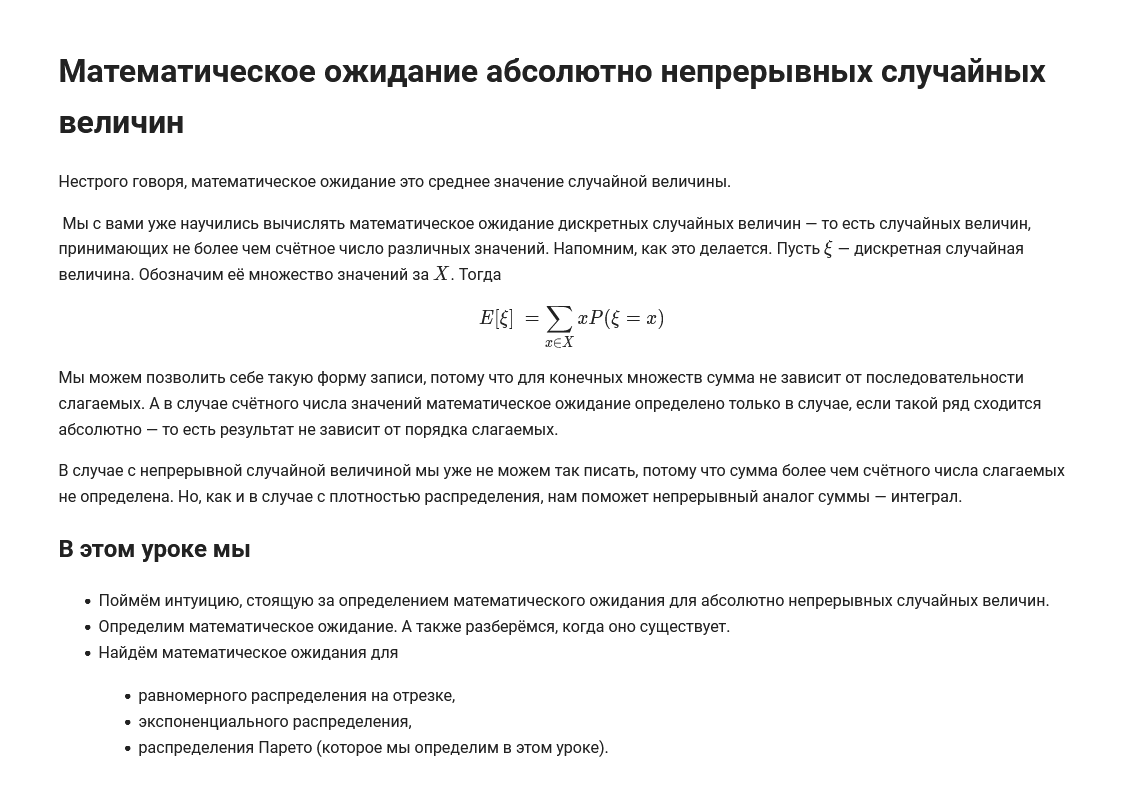 Математическое ожидание абсолютно непрерывных случайных
величин
Нестрого говоря, математическое ожидание это среднее значение случайной величины.
Мы с вами уже научились вычислять математическое ожидание дискретных случайных величин — то есть случайных величин,
принимающих не более чем счётное число различных значений. Напомним, как это делается. Пусть ξ — дискретная случайная
величина. Обозначим её множество значений за X. Тогда
E[ξ] = ∑ xP(ξ = x)
x∈X
Мы можем позволить себе такую форму записи, потому что для конечных множеств сумма не зависит от последовательности
слагаемых. А в случае счётного числа значений математическое ожидание определено только в случае, если такой ряд сходится
абсолютно — то есть результат не зависит от порядка слагаемых.
В случае с непрерывной случайной величиной мы уже не можем так писать, потому что сумма более чем счётного числа слагаемых
не определена. Но, как и в случае с плотностью распределения, нам поможет непрерывный аналог суммы — интеграл.
В этом уроке мы
• Поймём интуицию, стоящую за определением математического ожидания для абсолютно непрерывных случайных величин.
• Определим математическое ожидание. А также разберёмся, когда оно существует.
• Найдём математическое ожидания для
• равномерного распределения на отрезке,
• экспоненциального распределения,
• распределения Парето (которое мы определим в этом уроке).